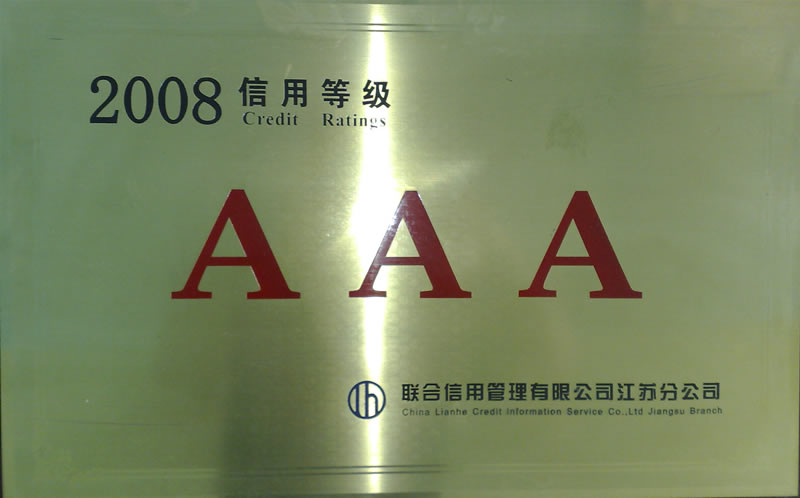 2008 信用等级
Credit Ratings
A A A
联合信用管理有限公司江苏分公司
China Lianhe Credit Information Service Co.,Ltd Jiangsu Branch